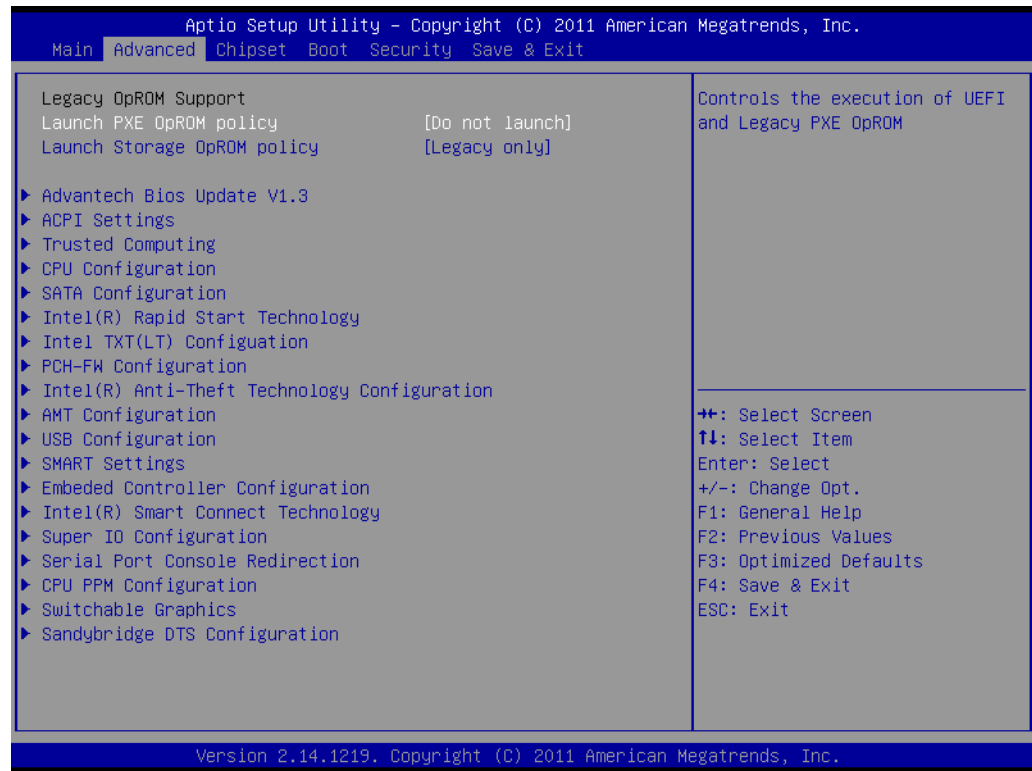 Aptio Setup Utility – Copyright (C) 2011 American Megatrends, Inc.
Main Advanced Chipset Boot Security Save & Exit
Legacy OpROM Support
Launch PXE OpROM policy [Do not launch]
Launch Storage OpROM policy [Legacy only]
Advantech Bios Update V1.3
ACPI Settings
Trusted Computing
CPU Configuration
SATA Configuration
Intel(R) Rapid Start Technology
Intel TXT(LT) Configuation
PCH-FW Configuration
Intel(R) Anti-Theft Technology Configuration
AMT Configuration
USB Configuration
SMART Settings
Embeded Controller Configuration
Intel(R) Smart Connect Technology
Super IO Configuration
Serial Port Console Redirection
CPU PPM Configuration
Switchable Graphics
Sandybridge DTS Configuration
Controls the execution of UEFI
and Legacy PXE OpROM
→←: Select Screen
↑↓: Select Item
Enter: Select
+/-: Change Opt.
F1: General Help
F2: Previous Values
F3: Optimized Defaults
F4: Save & Exit
ESC: Exit
Version 2.14.1219. Copyright (C) 2011 American Megatrends, Inc.